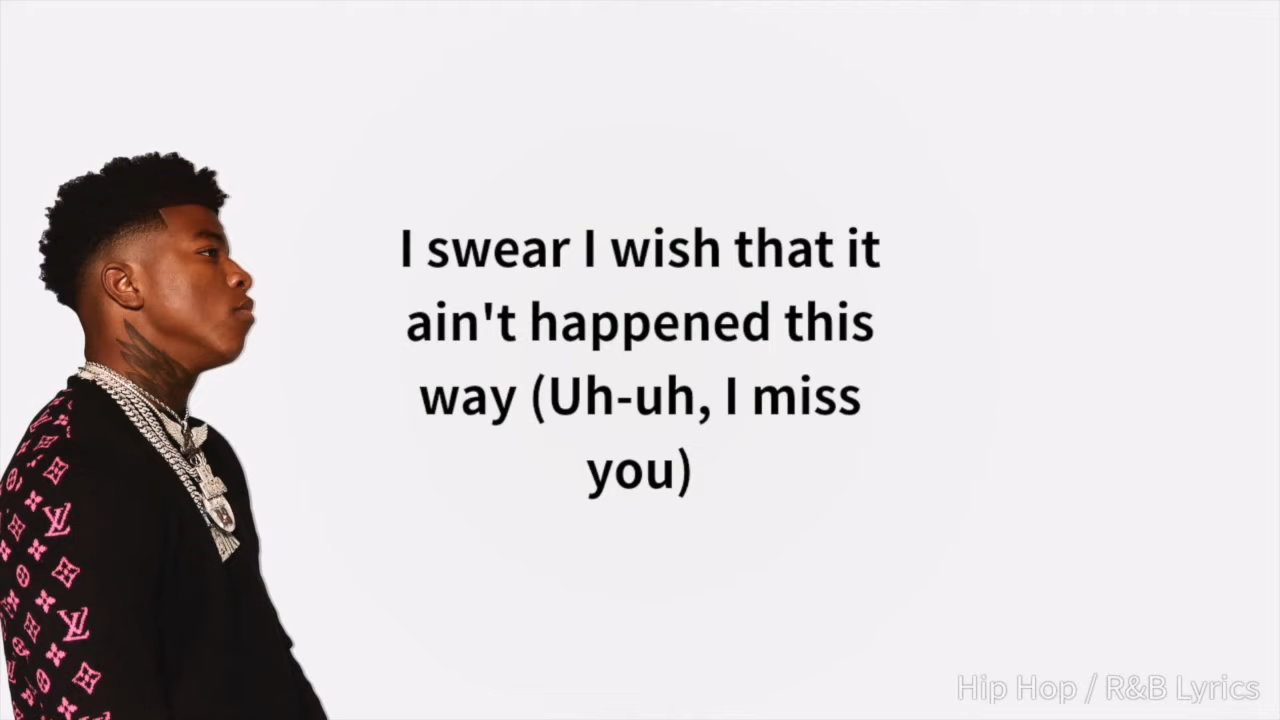 I swear I wish that it
ain't happened this
way (Uh-uh, I miss
you)
Hip Hop / R&B Lyrics